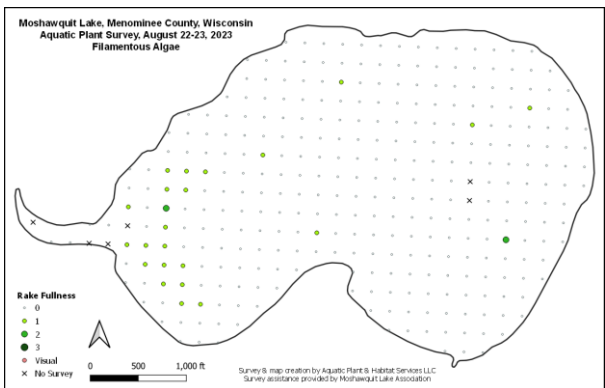 Moshawquit Lake, Menominee County, Wisconsin
Aquatic Plant Survey, August 22-23, 2023
Filamentous Algae
Rake Fullness
0
1
2
3
Visual
No Survey
0 500 1,000 ft
Survey & map creation by Aquatic Plant & Habitat Services LLC
Survey assistance provided by Moshawquit Lake Association